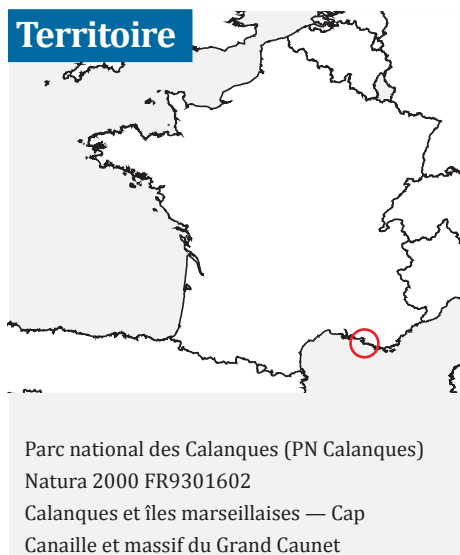 Territoire
Parc national des Calanques (PN Calanques)
Natura 2000 FR9301602
Calanques et îles marseillaises — Cap
Canaille et massif du Grand Caunet